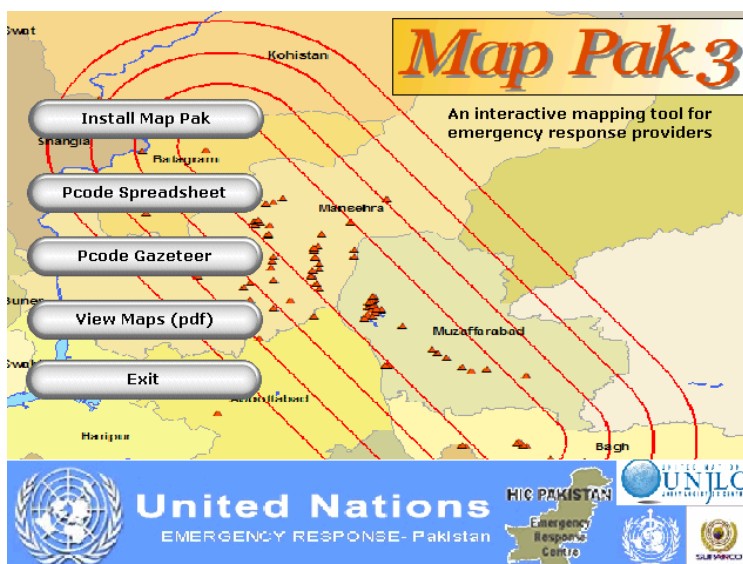 Swat
Kohistan
Map Pak 3
An interactive mapping tool for
emergency response providers
Install Map Pak
Shangla
Batagram
Pcode Spreadsheet
Mansehra
Pcode Gazeteer
Buner
View Maps (pdf)
Muzaffarabad
Swabi
Exit
Abbottabad
Haripur
Bagh
United Nations
EMERGENCY RESPONSE- Pakistan
HIC PAKISTAN
Emergency
Response
Centre
UNJLC
SUPARCO